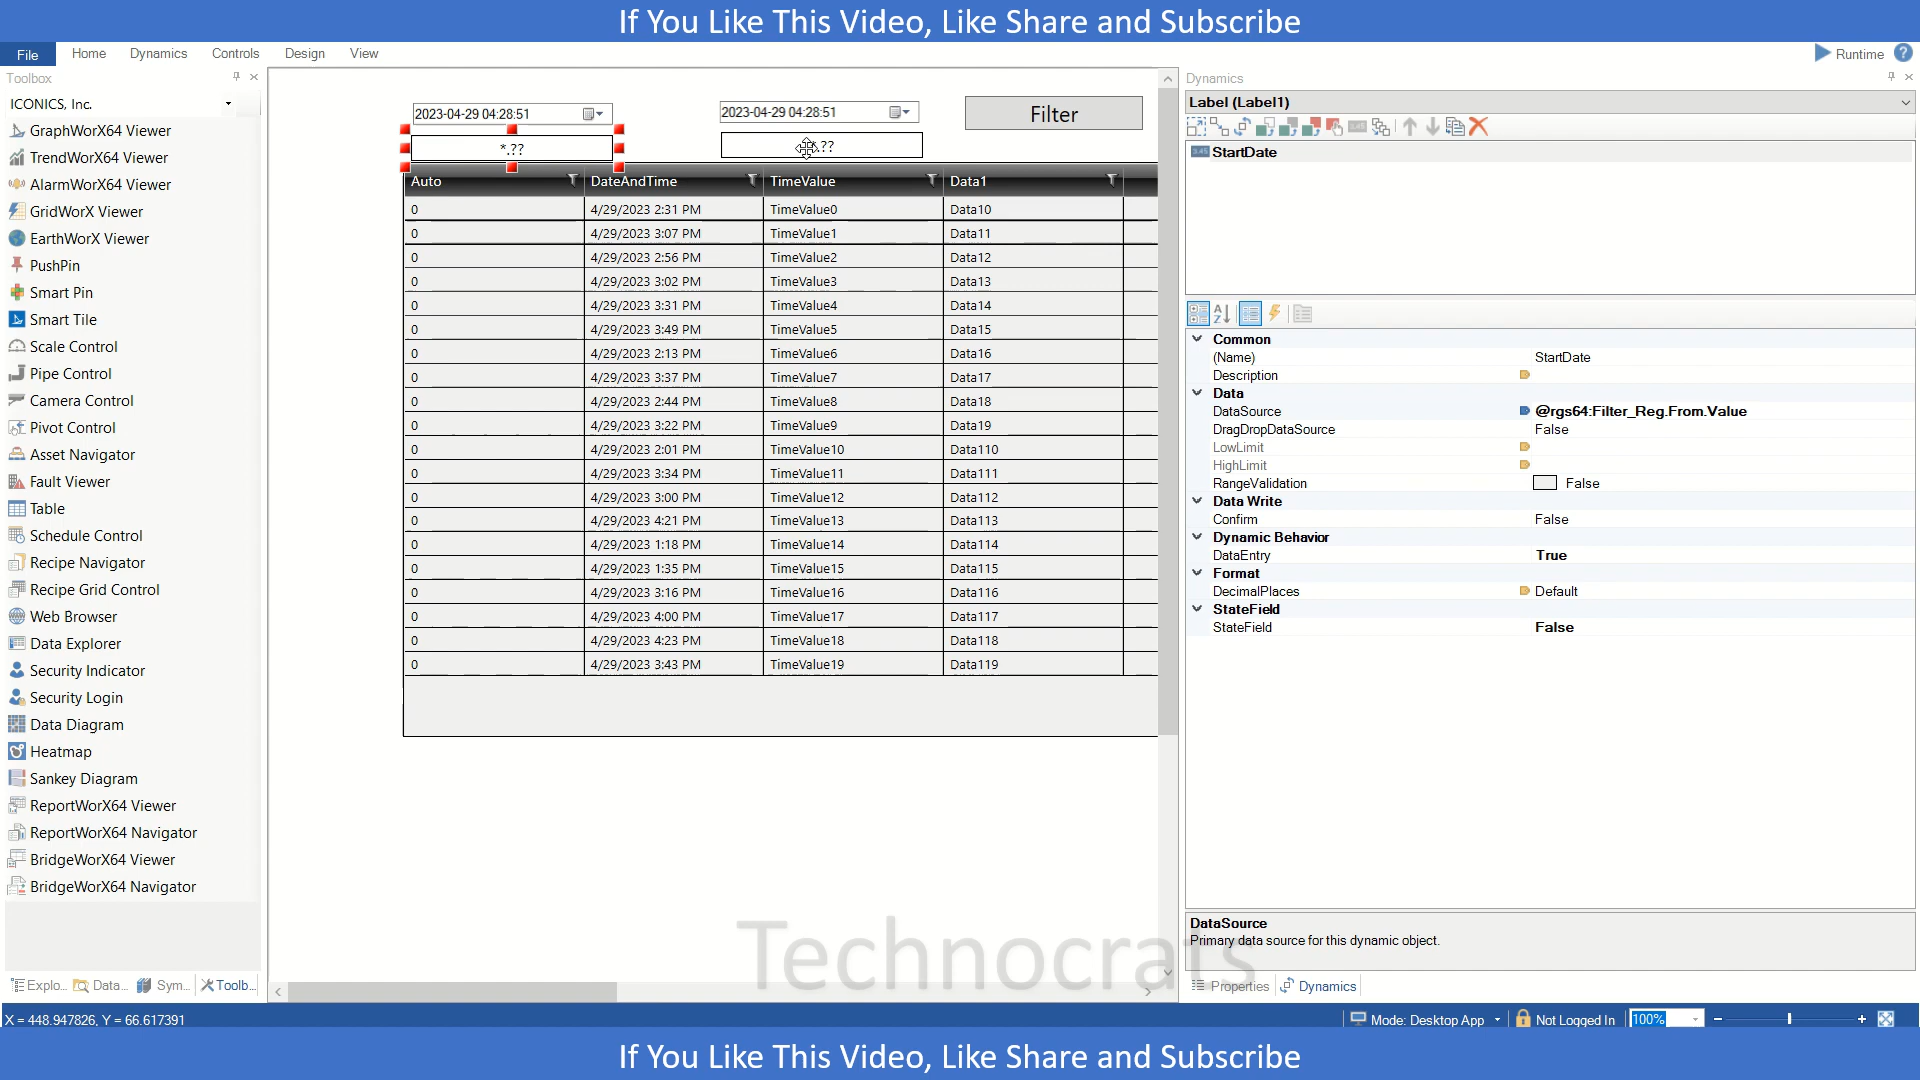 If You Like This Video, Like Share and Subscribe
File Home Dynamics Controls Design View Runtime
Toolbox
ICONICS, Inc.
GraphWorX64 Viewer
TrendWorX64 Viewer
AlarmWorX64 Viewer
GridWorX Viewer
EarthWorX Viewer
PushPin
Smart Pin
Smart Tile
Scale Control
Pipe Control
Camera Control
Pivot Control
Asset Navigator
Fault Viewer
Table
Schedule Control
Recipe Navigator
Recipe Grid Control
Web Browser
Data Explorer
Security Indicator
Security Login
Data Diagram
Heatmap
Sankey Diagram
ReportWorX64 Viewer
ReportWorX64 Navigator
BridgeWorX64 Viewer
BridgeWorX64 Navigator
Explo... Data... Sym... Toolb...
2023-04-29 04:28:51 2023-04-29 04:28:51 Filter
*.?? .??
Auto DateAndTime TimeValue Data1
0 4/29/2023 2:31 PM TimeValue0 Data10
0 4/29/2023 3:07 PM TimeValue1 Data11
0 4/29/2023 2:56 PM TimeValue2 Data12
0 4/29/2023 3:02 PM TimeValue3 Data13
0 4/29/2023 3:31 PM TimeValue4 Data14
0 4/29/2023 3:49 PM TimeValue5 Data15
0 4/29/2023 2:13 PM TimeValue6 Data16
0 4/29/2023 3:37 PM TimeValue7 Data17
0 4/29/2023 2:44 PM TimeValue8 Data18
0 4/29/2023 3:22 PM TimeValue9 Data19
0 4/29/2023 2:01 PM TimeValue10 Data110
0 4/29/2023 3:34 PM TimeValue11 Data111
0 4/29/2023 3:00 PM TimeValue12 Data112
0 4/29/2023 4:21 PM TimeValue13 Data113
0 4/29/2023 1:18 PM TimeValue14 Data114
0 4/29/2023 1:35 PM TimeValue15 Data115
0 4/29/2023 3:16 PM TimeValue16 Data116
0 4/29/2023 4:00 PM TimeValue17 Data117
0 4/29/2023 4:23 PM TimeValue18 Data118
0 4/29/2023 3:43 PM TimeValue19 Data119
Technocrats
Dynamics
Label (Label1)
StartDate
Common
(Name) StartDate
Description
Data
DataSource @rgs64:Filter_Reg.From.Value
DragDropDataSource False
LowLimit
HighLimit
RangeValidation False
Data Write
Confirm False
Dynamic Behavior
DataEntry True
Format
DecimalPlaces Default
StateField
StateField False
DataSource
Primary data source for this dynamic object.
Properties Dynamics
X = 448.947826, Y = 66.617391 Mode: Desktop App Not Logged In 100%
If You Like This Video, Like Share and Subscribe